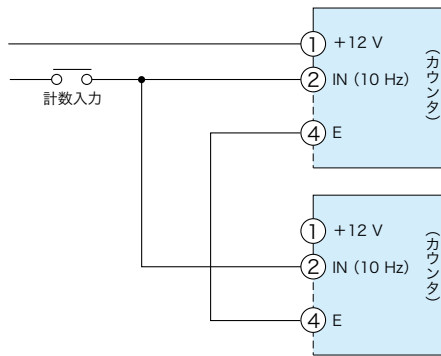 ① +12 V
② IN (10 Hz)
④ E
(カウンタ)
計数入力
① +12 V
② IN (10 Hz)
④ E
(カウンタ)